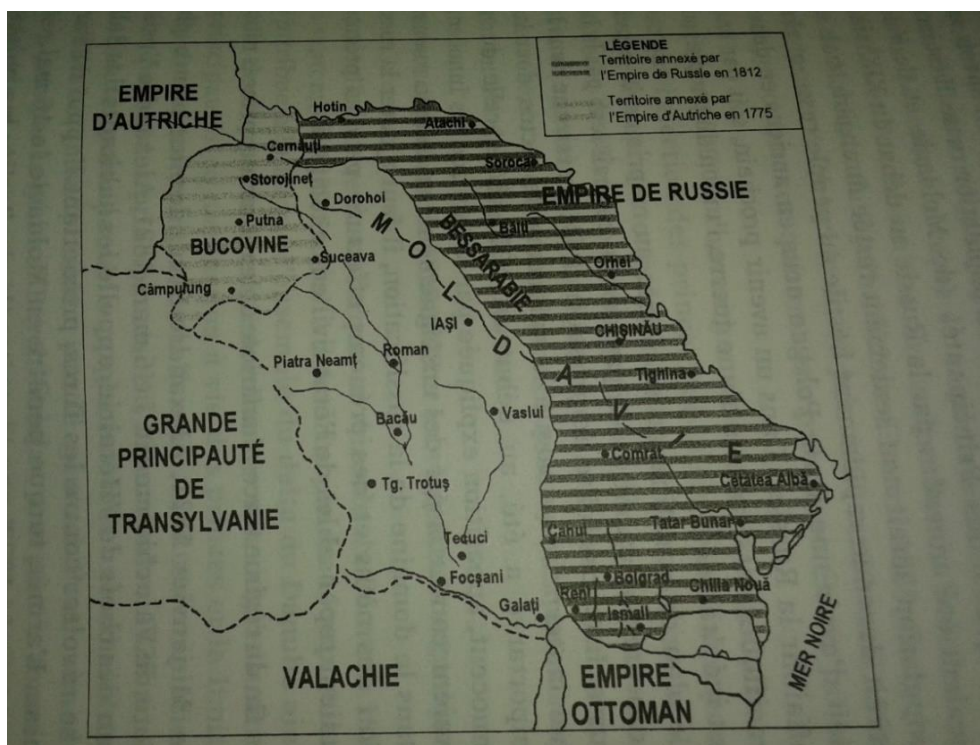 LÉGENDE
Territoire annexé par
l'Empire de Russie en 1812
Territoire annexé par
l'Empire d'Autriche en 1775
EMPIRE
D'AUTRICHE
Hotin
Atachi
Cernăuți
Soroca
Storojineț
EMPIRE DE RUSSIE
Dorohoi
Putna
BUCOVINE
MOLDAVIE
BESSARABIE
Bălți
Suceava
Orhei
Câmpulung
IAȘI
CHIȘINĂU
Piatra Neamț
Roman
Tighina
Vaslui
Bacău
GRANDE
PRINCIPAUTÉ
DE
TRANSYLVANIE
Comrat
Tg. Trotuș
Cetatea Albă
Tatar Bunar
Cahul
Tecuci
Focșani
Bolgrad
Chilia Nouă
Reni
Galați
Ismail
VALACHIE
EMPIRE
OTTOMAN
MER NOIRE